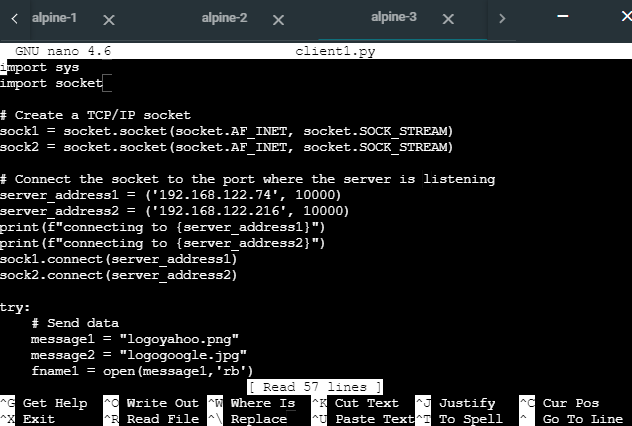 alpine-1 alpine-2 alpine-3
GNU nano 4.6 client1.py
import sys
import socket
# Create a TCP/IP socket
sock1 = socket.socket(socket.AF_INET, socket.SOCK_STREAM)
sock2 = socket.socket(socket.AF_INET, socket.SOCK_STREAM)
# Connect the socket to the port where the server is listening
server_address1 = ('192.168.122.74', 10000)
server_address2 = ('192.168.122.216', 10000)
print(f"connecting to {server_address1}")
print(f"connecting to {server_address2}")
sock1.connect(server_address1)
sock2.connect(server_address2)
try:
    # Send data
    message1 = "logoyahoo.png"
    message2 = "logogoogle.jpg"
    fname1 = open(message1,'rb')
[ Read 57 lines ]
^G Get Help ^O Write Out ^W Where Is ^K Cut Text ^J Justify ^C Cur Pos
^X Exit ^R Read File ^\ Replace ^U Paste Text ^T To Spell ^_ Go To Line